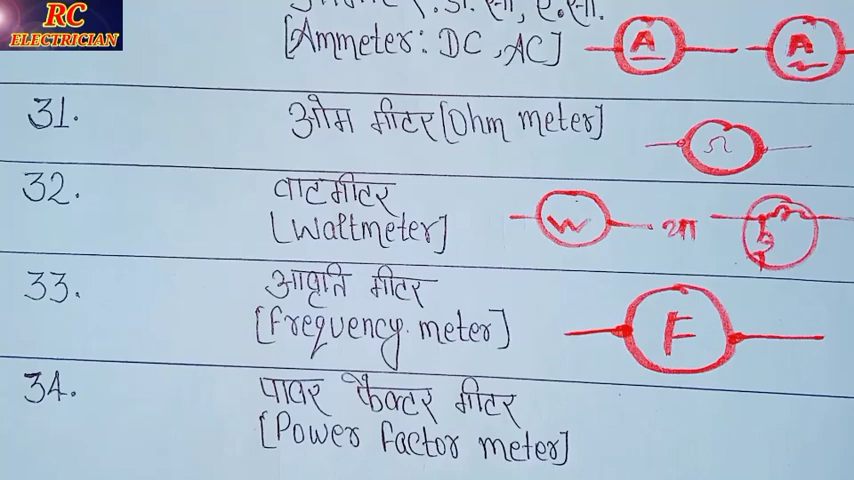 RC
ELECTRICIAN
[Ammeter: DC, AC]
A A
31. ओम मीटर [Ohm meter] Ω
32. वाटमीटर
[Wattmeter] W या
33. आवृति मीटर
[Frequency meter] F
34. पावर फैक्टर मीटर
[Power factor meter]